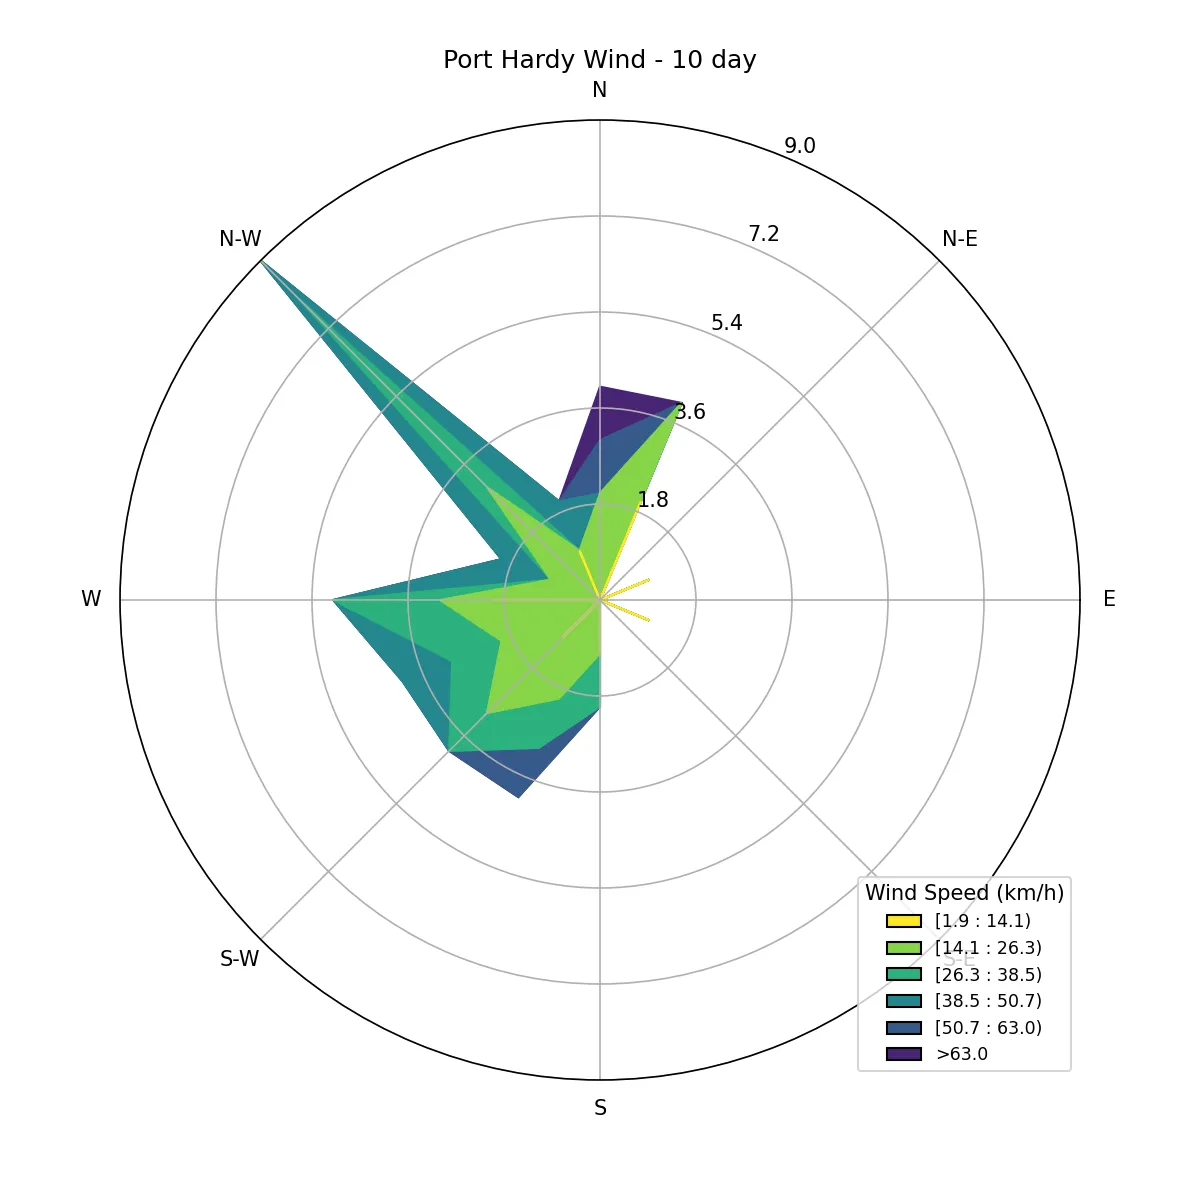 Port Hardy Wind - 10 day
N
9.0
N-W
7.2
N-E
5.4
3.6
1.8
W
E
S-W
S-E
S
Wind Speed (km/h)
[1.9 : 14.1)
[14.1 : 26.3)
[26.3 : 38.5)
[38.5 : 50.7)
[50.7 : 63.0)
>63.0